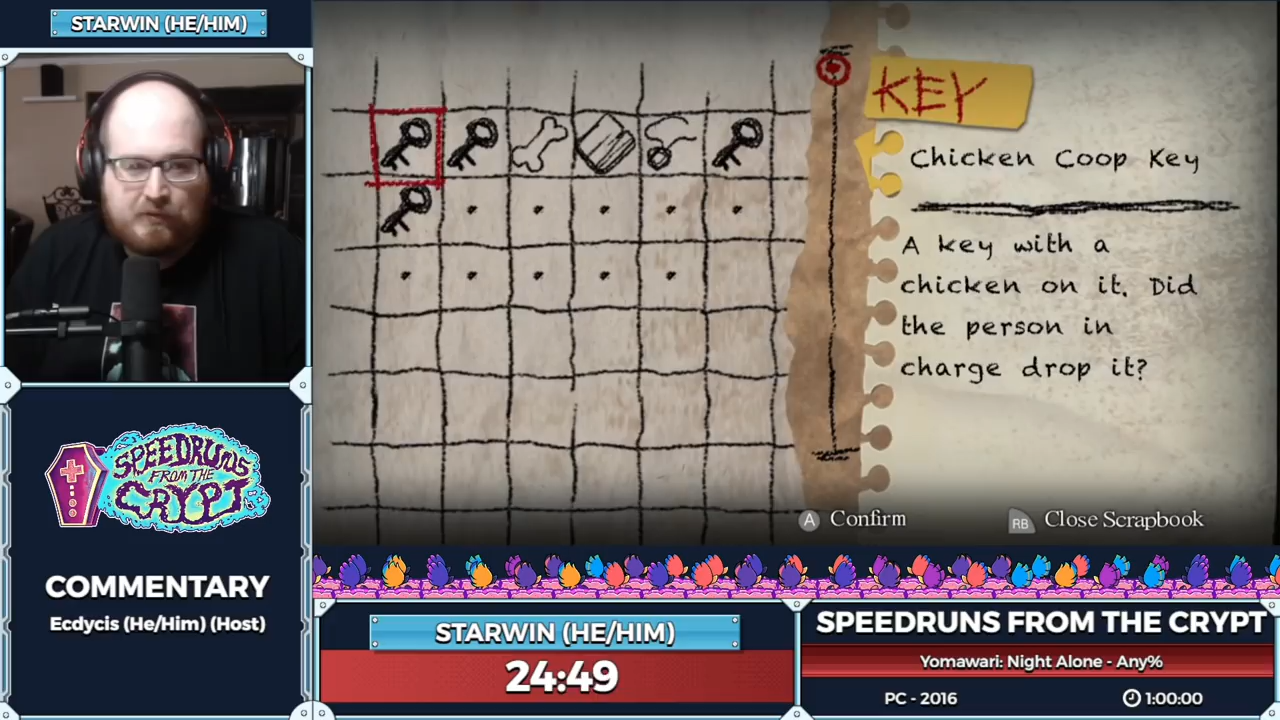 STARWIN (HE/HIM)
KEY
Chicken Coop Key
A key with a
chicken on it. Did
the person in
charge drop it?
A Confirm
RB Close Scrapbook
SPEEDRUNS
FROM THE
CRYPT
COMMENTARY
Ecdycis (He/Him) (Host)
STARWIN (HE/HIM)
24:49
SPEEDRUNS FROM THE CRYPT
Yomawari: Night Alone - Any%
PC - 2016
1:00:00